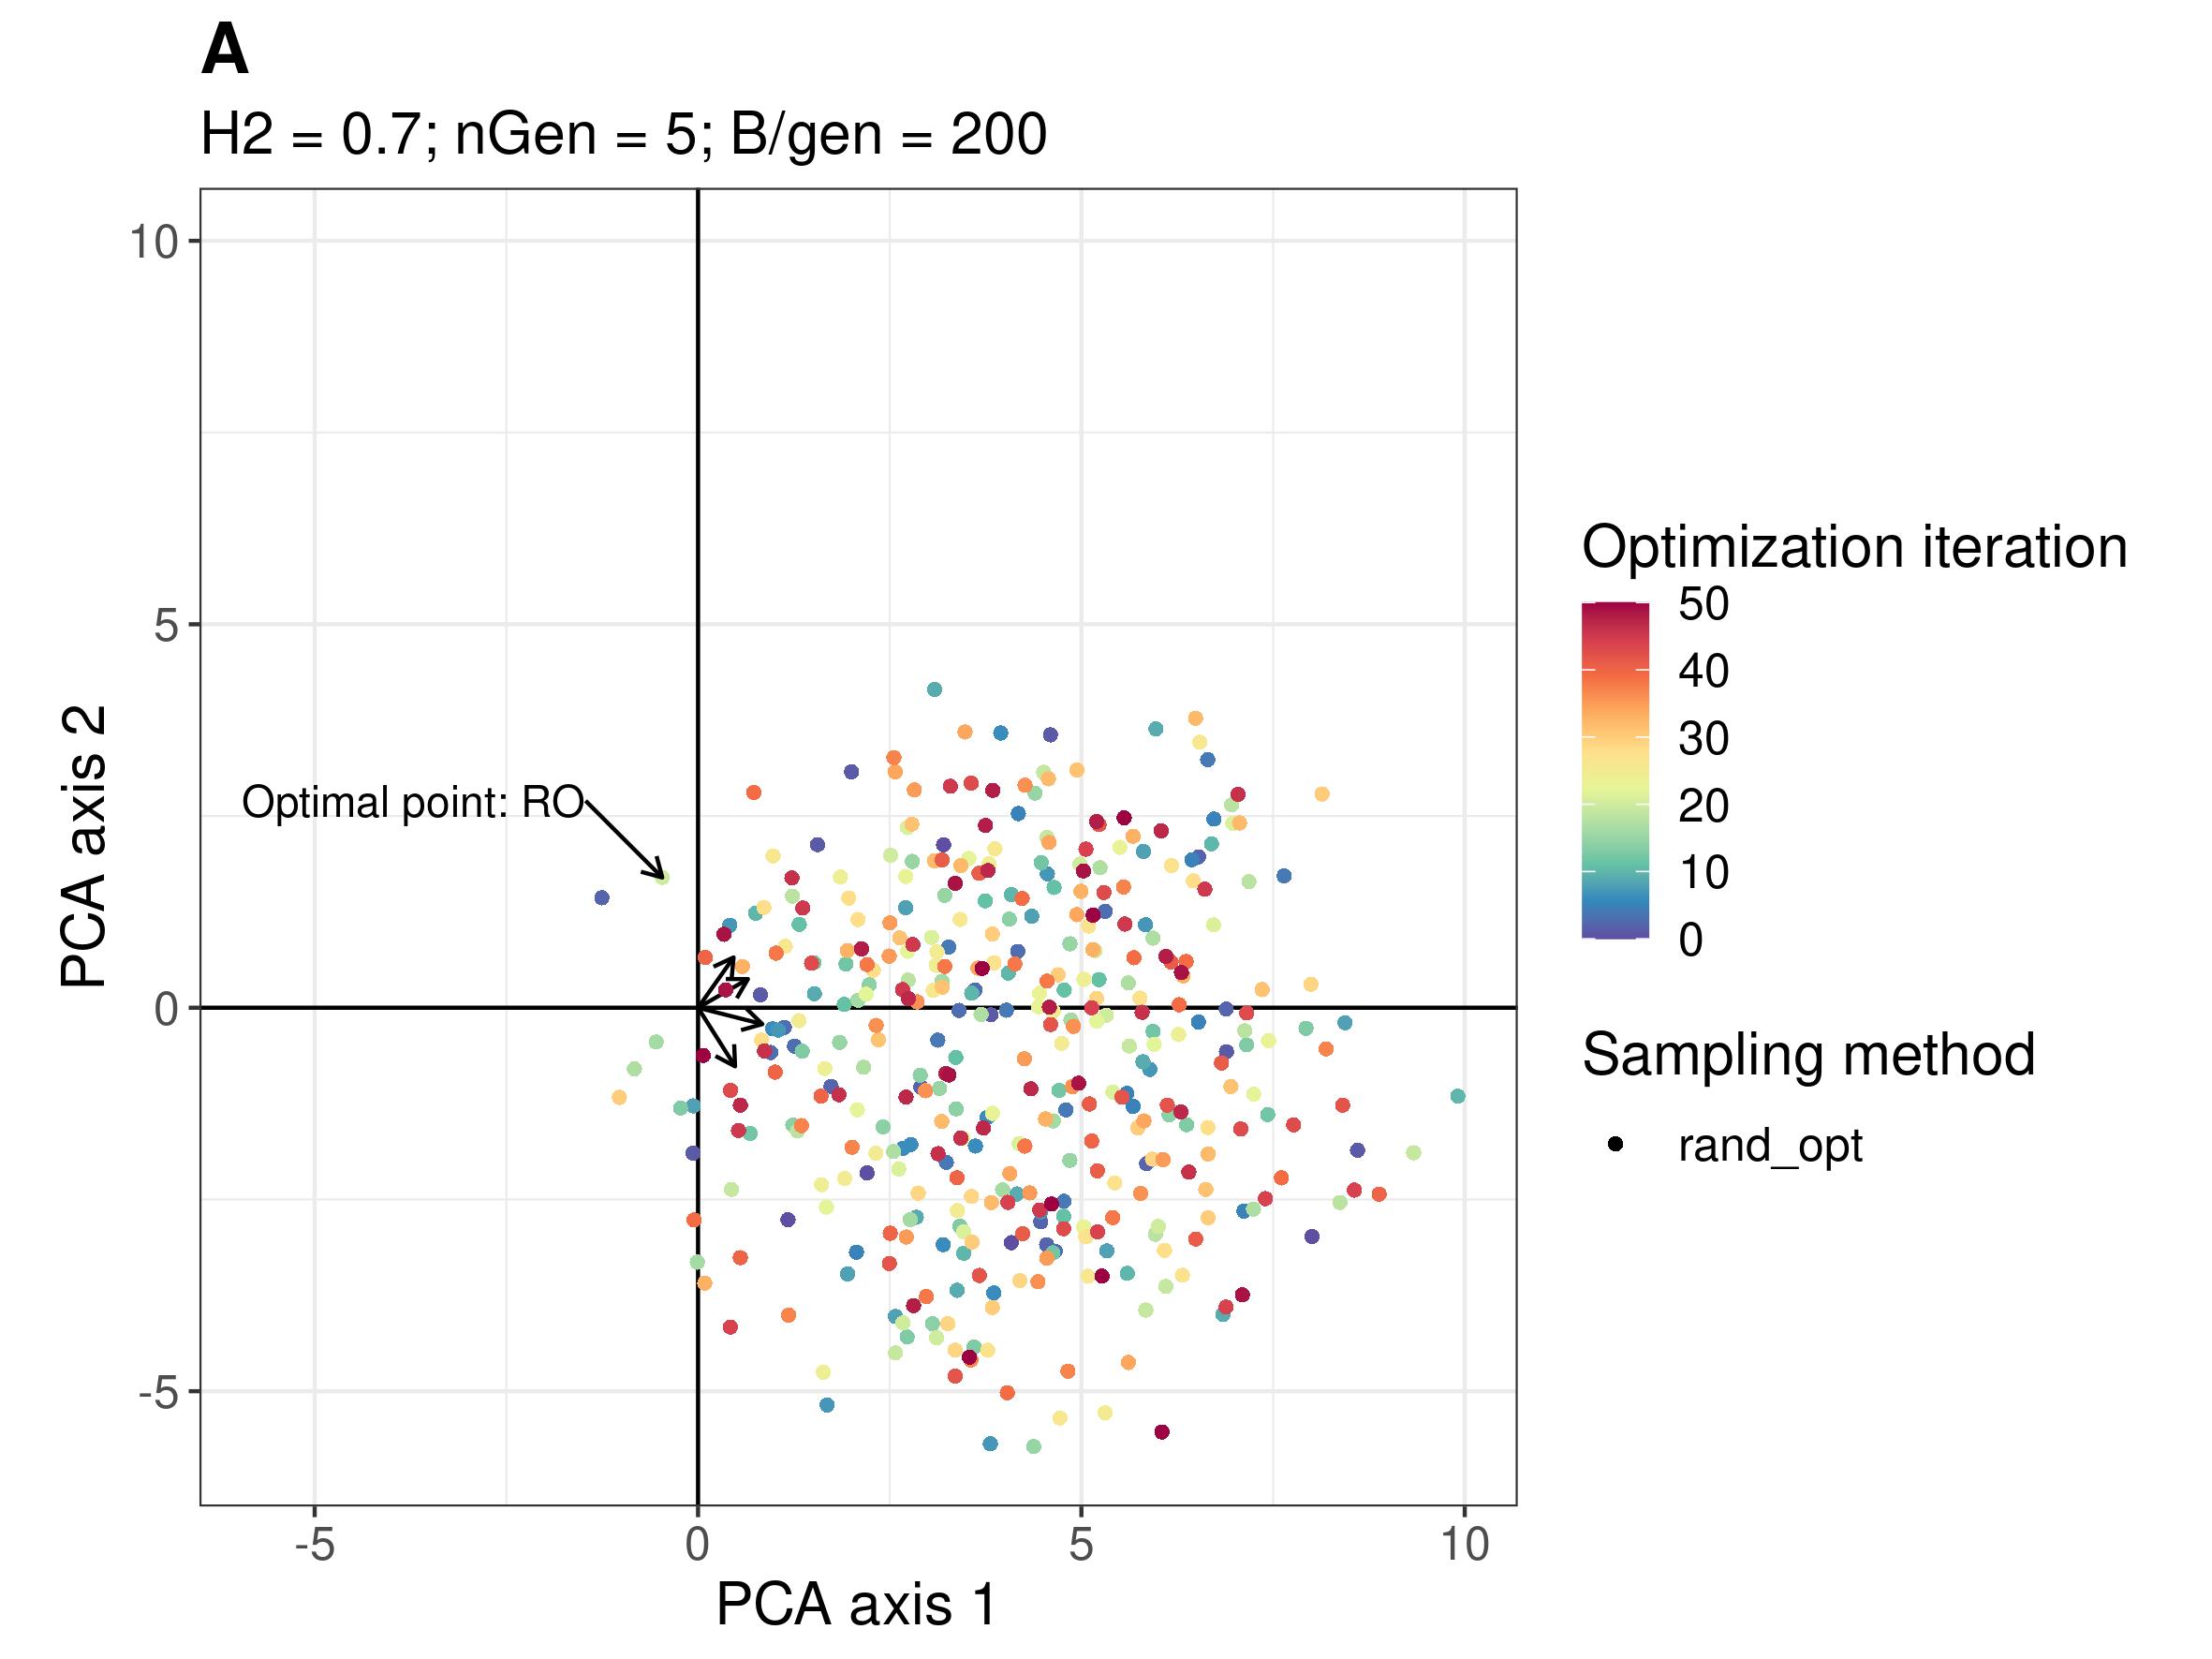 A
H2 = 0.7; nGen = 5; B/gen = 200
10
5
0
-5
PCA axis 2
Optimal point: RO
-5
0
5
10
PCA axis 1
Optimization iteration
50
40
30
20
10
0
Sampling method
rand_opt